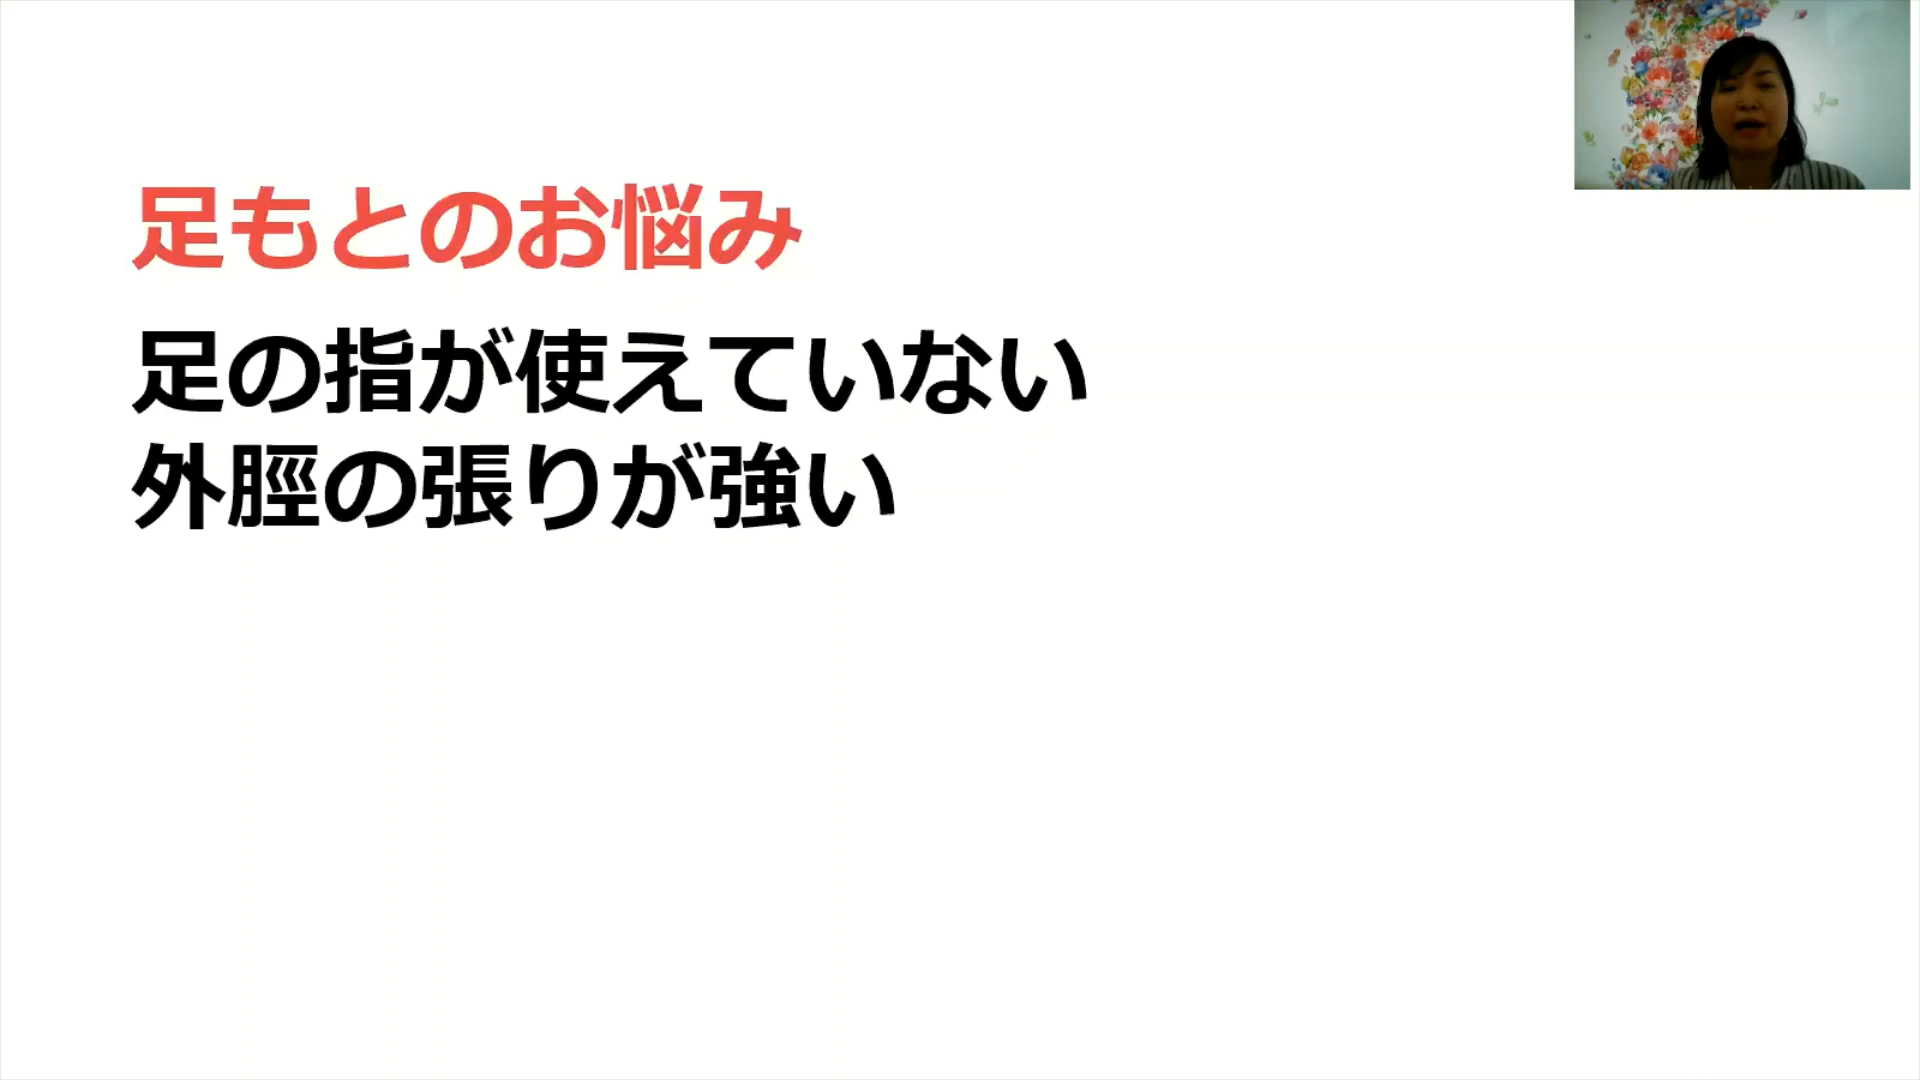 足もとのお悩み
足の指が使えていない
外脛の張りが強い